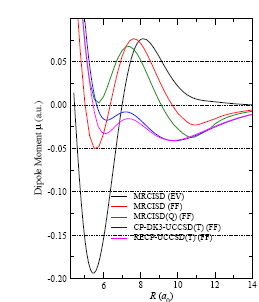 0.05
0.00
-0.05
-0.10
-0.15
-0.20
Dipole Moment μ (a.u.)
MRCISD (EV)
MRCISD (FF)
MRCISD(Q) (FF)
CP-DK3-UCCSD(T) (FF)
RECP-UCCSD(T) (FF)
6 8 10 12 14
R (a₀)